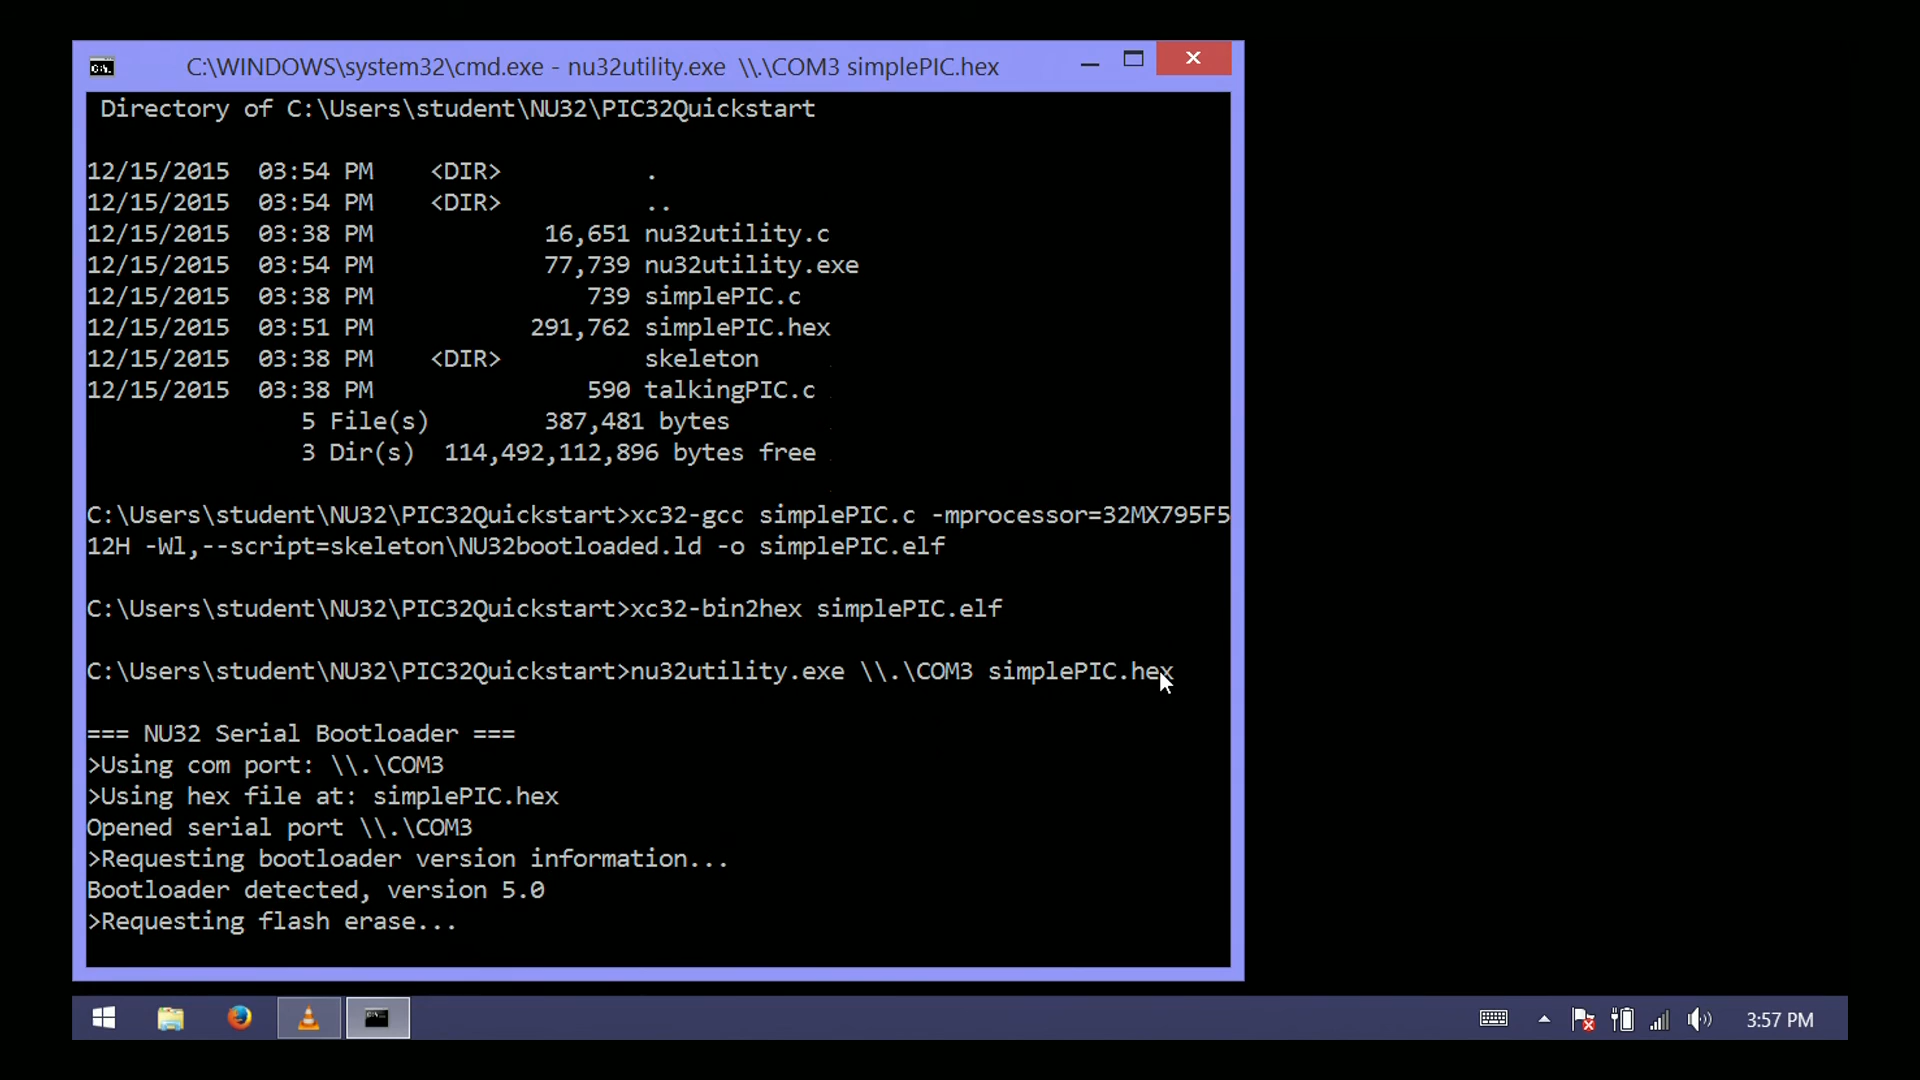 C:\WINDOWS\system32\cmd.exe - nu32utility.exe  \\.\COM3 simplePIC.hex
Directory of C:\Users\student\NU32\PIC32Quickstart
12/15/2015  03:54 PM    <DIR>          .
12/15/2015  03:54 PM    <DIR>          ..
12/15/2015  03:38 PM            16,651 nu32utility.c
12/15/2015  03:54 PM            77,739 nu32utility.exe
12/15/2015  03:38 PM               739 simplePIC.c
12/15/2015  03:51 PM           291,762 simplePIC.hex
12/15/2015  03:38 PM    <DIR>          skeleton
12/15/2015  03:38 PM               590 talkingPIC.c
5 File(s)        387,481 bytes
3 Dir(s)  114,492,112,896 bytes free
C:\Users\student\NU32\PIC32Quickstart>xc32-gcc simplePIC.c -mprocessor=32MX795F5
12H -Wl,--script=skeleton\NU32bootloaded.ld -o simplePIC.elf
C:\Users\student\NU32\PIC32Quickstart>xc32-bin2hex simplePIC.elf
C:\Users\student\NU32\PIC32Quickstart>nu32utility.exe \\.\COM3 simplePIC.hex
=== NU32 Serial Bootloader ===
>Using com port: \\.\COM3
>Using hex file at: simplePIC.hex
Opened serial port \\.\COM3
>Requesting bootloader version information...
Bootloader detected, version 5.0
>Requesting flash erase...
3:57 PM